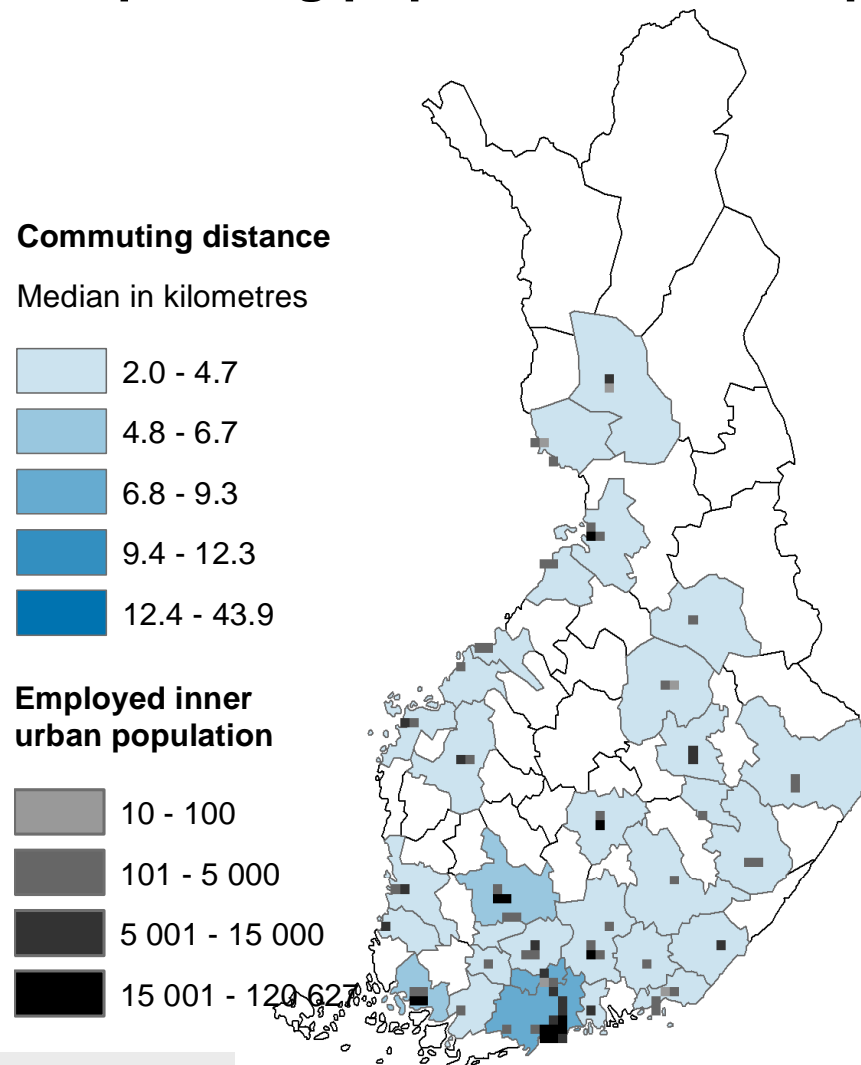 Commuting distance
Median in kilometres
2.0 - 4.7
4.8 - 6.7
6.8 - 9.3
9.4 - 12.3
12.4 - 43.9
Employed inner
urban population
10 - 100
101 - 5 000
5 001 - 15 000
15 001 - 120 627